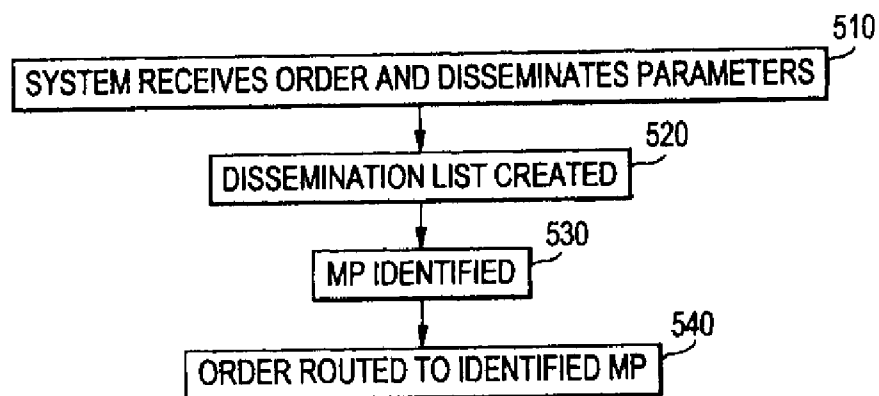 510
SYSTEM RECEIVES ORDER AND DISSEMINATES PARAMETERS
520
DISSEMINATION LIST CREATED
530
MP IDENTIFIED
540
ORDER ROUTED TO IDENTIFIED MP